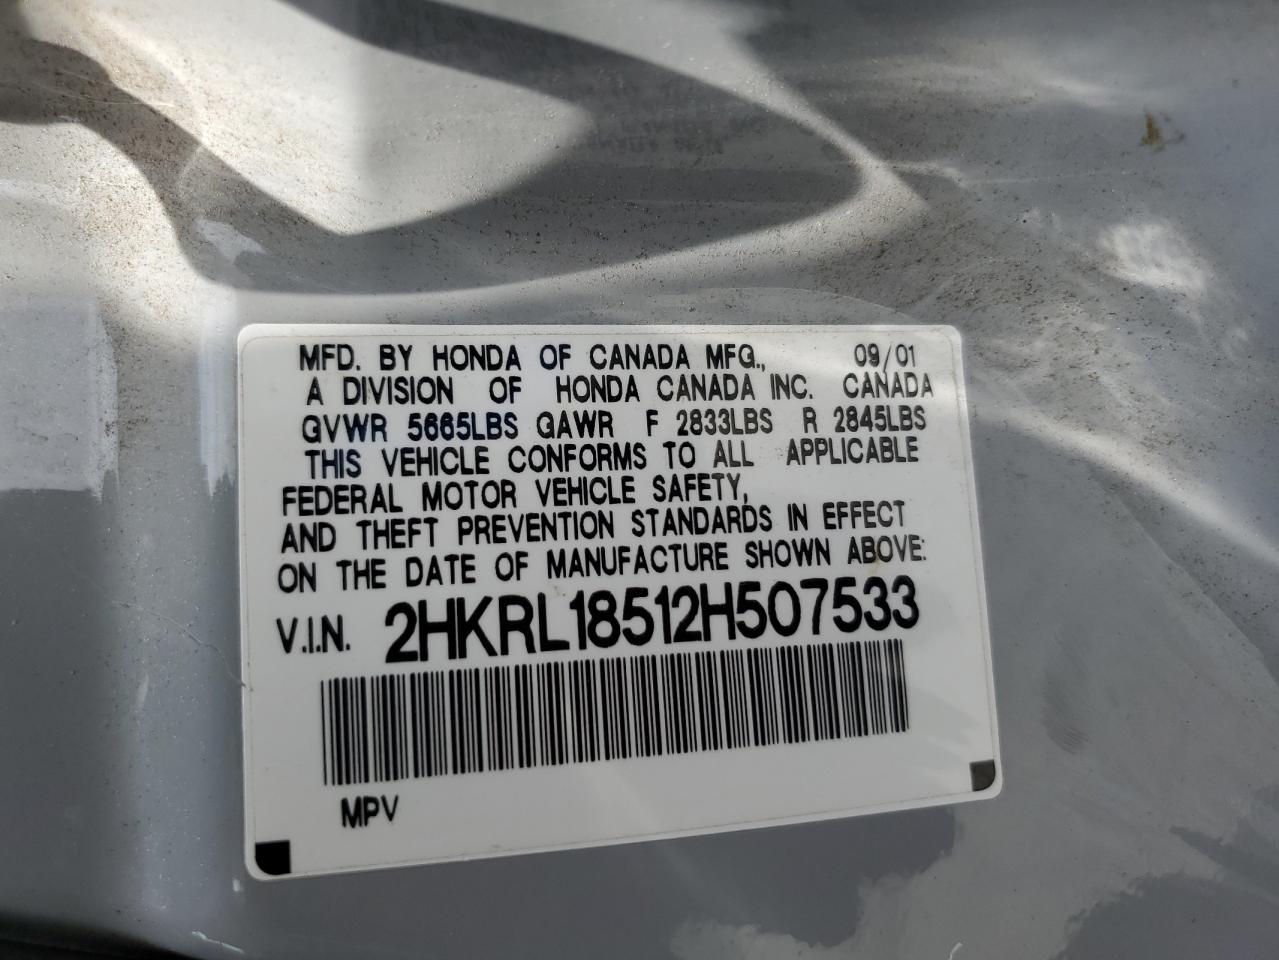 MFD. BY HONDA OF CANADA MFG., 09/01
A DIVISION OF HONDA CANADA INC. CANADA
GVWR 5665LBS GAWR F 2833LBS R 2845LBS
THIS VEHICLE CONFORMS TO ALL APPLICABLE
FEDERAL MOTOR VEHICLE SAFETY,
AND THEFT PREVENTION STANDARDS IN EFFECT
ON THE DATE OF MANUFACTURE SHOWN ABOVE:
V.I.N. 2HKRL18512H507533
MPV